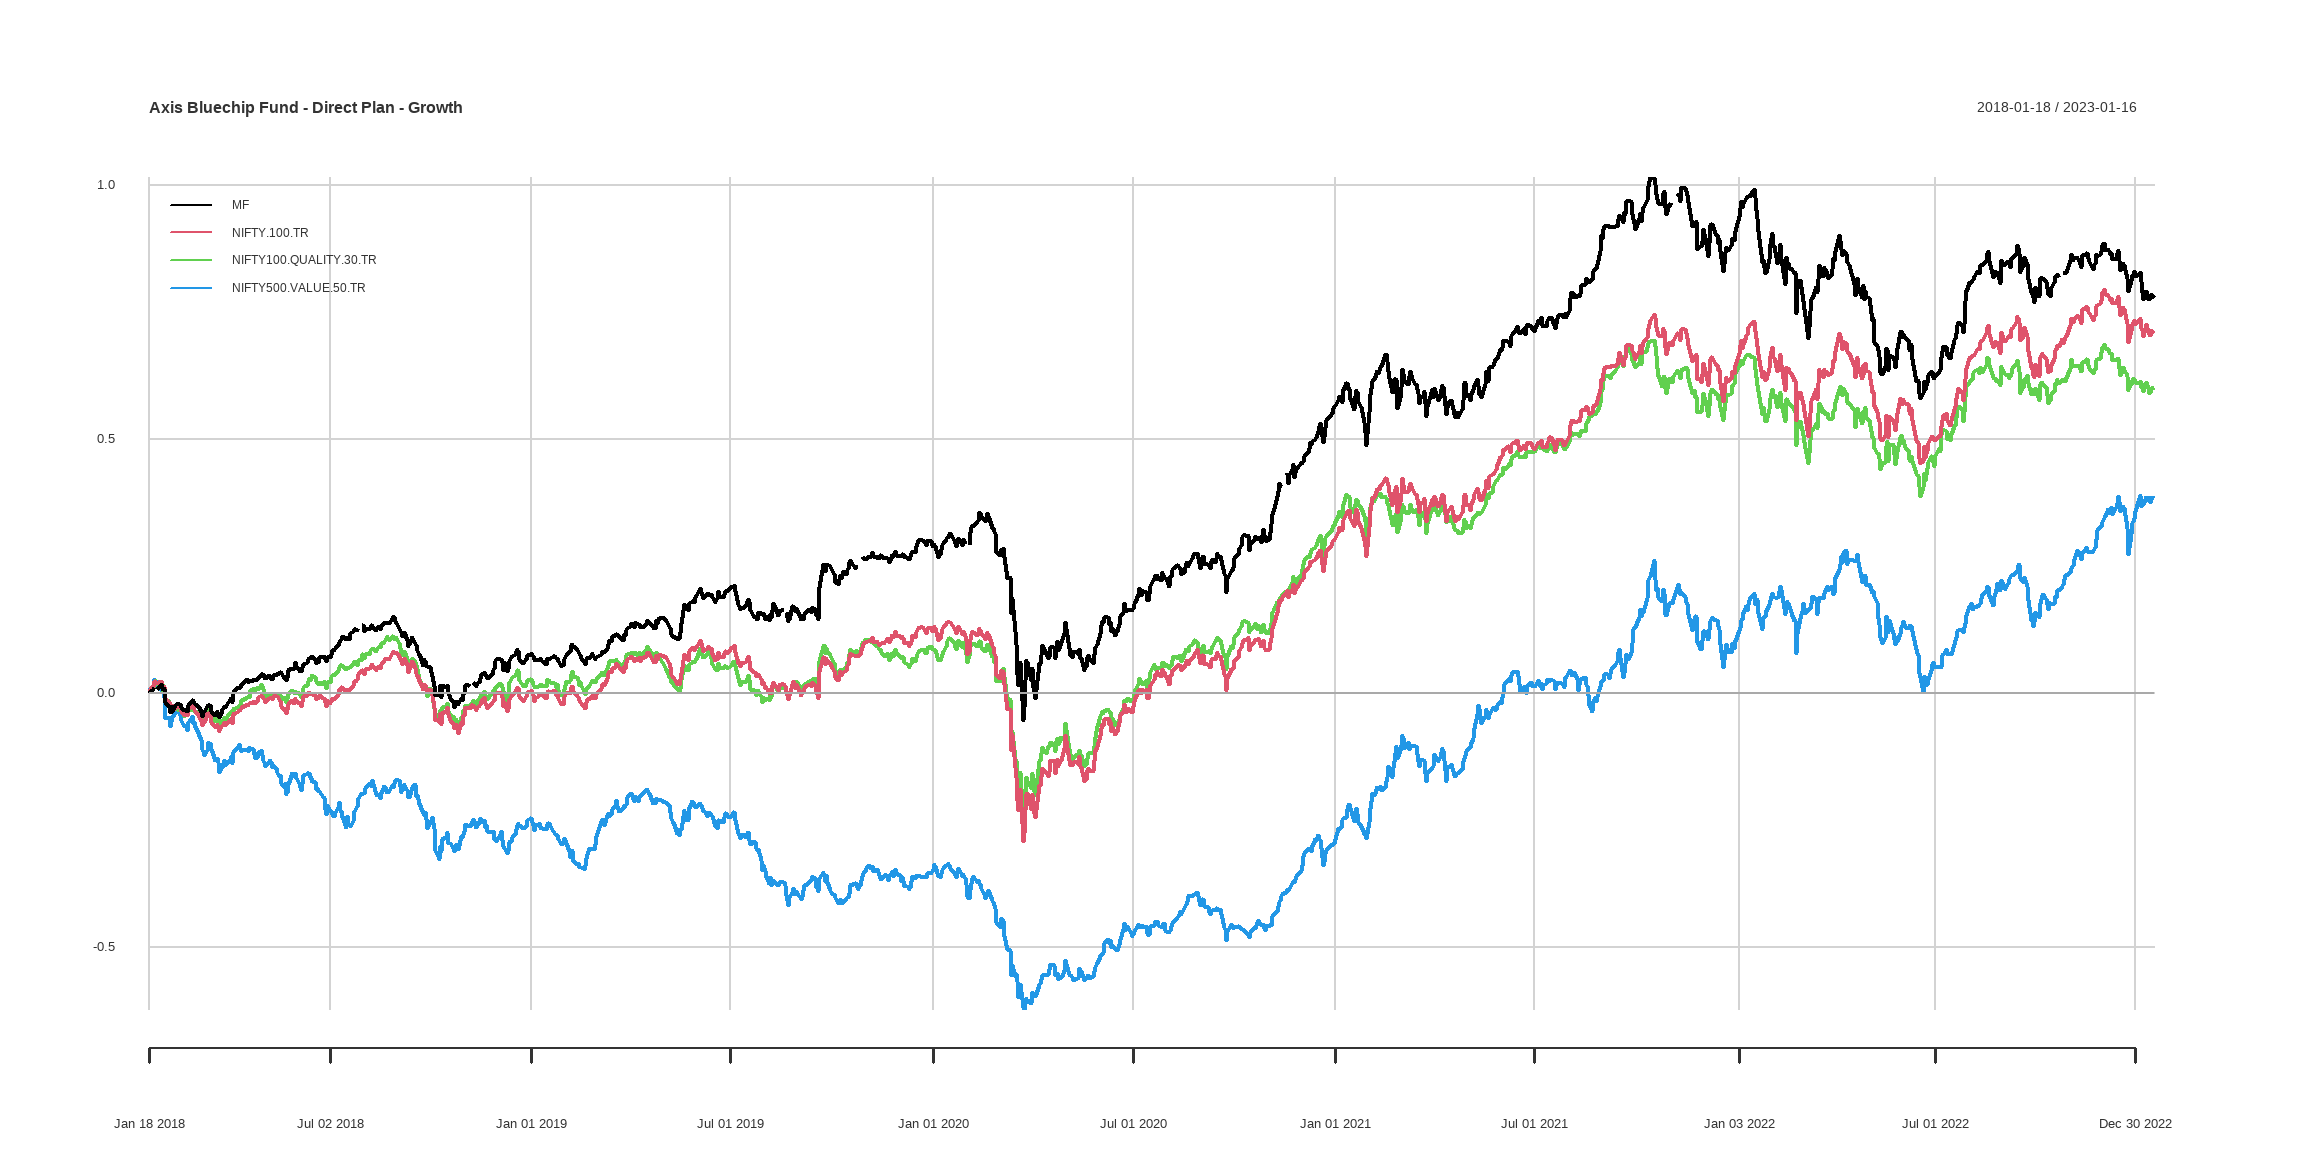 Axis Bluechip Fund - Direct Plan - Growth
2018-01-18 / 2023-01-16
1.0
0.5
0.0
-0.5
MF
NIFTY.100.TR
NIFTY100.QUALITY.30.TR
NIFTY500.VALUE.50.TR
Jan 18 2018
Jul 02 2018
Jan 01 2019
Jul 01 2019
Jan 01 2020
Jul 01 2020
Jan 01 2021
Jul 01 2021
Jan 03 2022
Jul 01 2022
Dec 30 2022